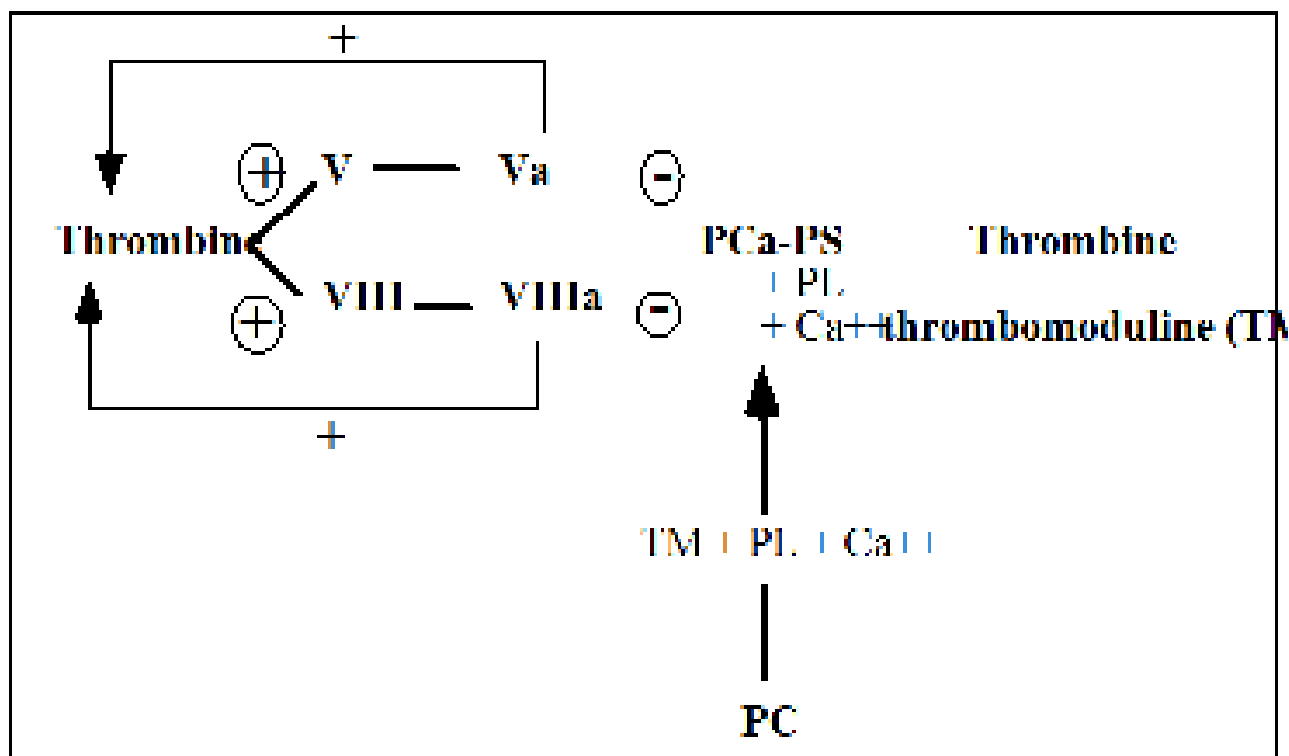 +
+ V Va -
Thrombine PCa-PS Thrombine
+ PL
VIII VIIIa -
+ + Ca++ thrombomoduline (TM
+
TM + PL + Ca++
PC